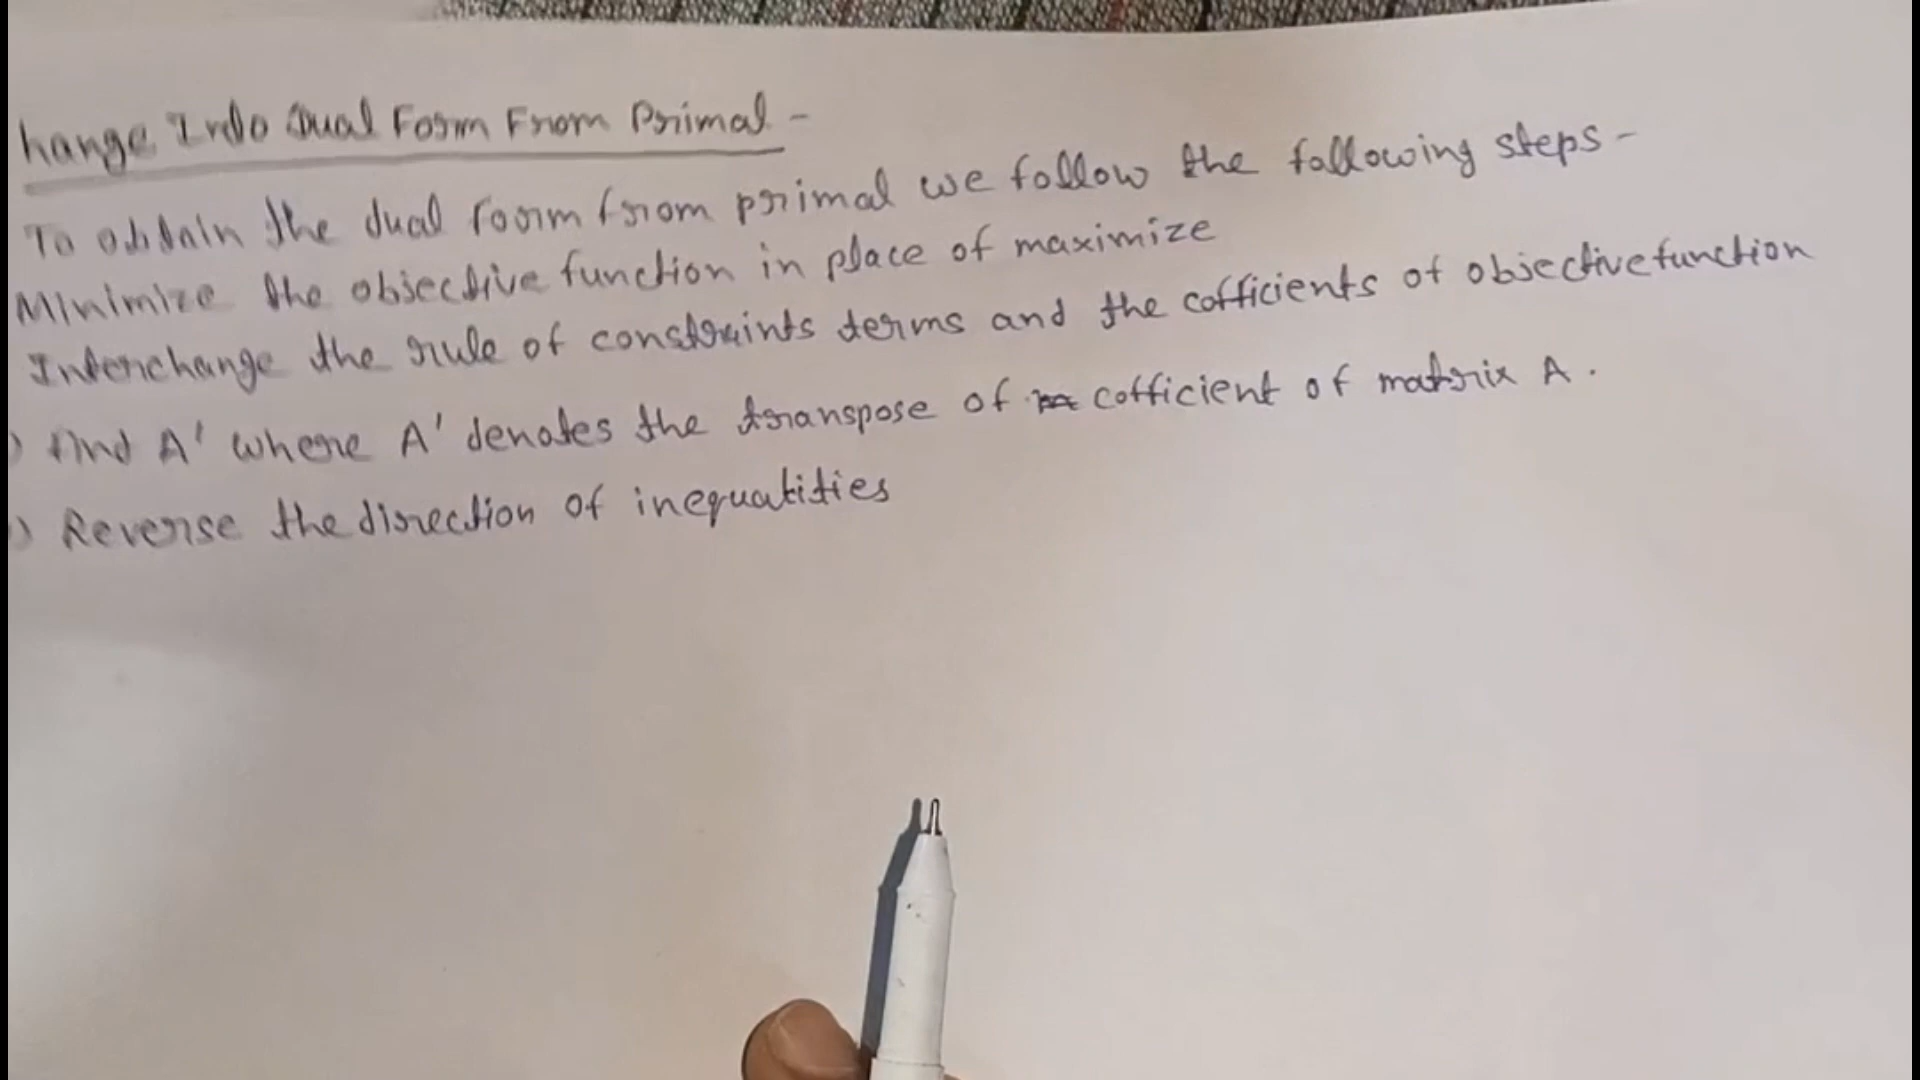 hange Into Dual Form From Primal -
To obtain the dual form from primal we follow the following steps -
Minimize the objective function in place of maximize
Interchange the rule of constraints terms and the cofficients of objective function
) find A' where A' denotes the transpose of cofficient of matrix A.
) Reverse the direction of inequatities